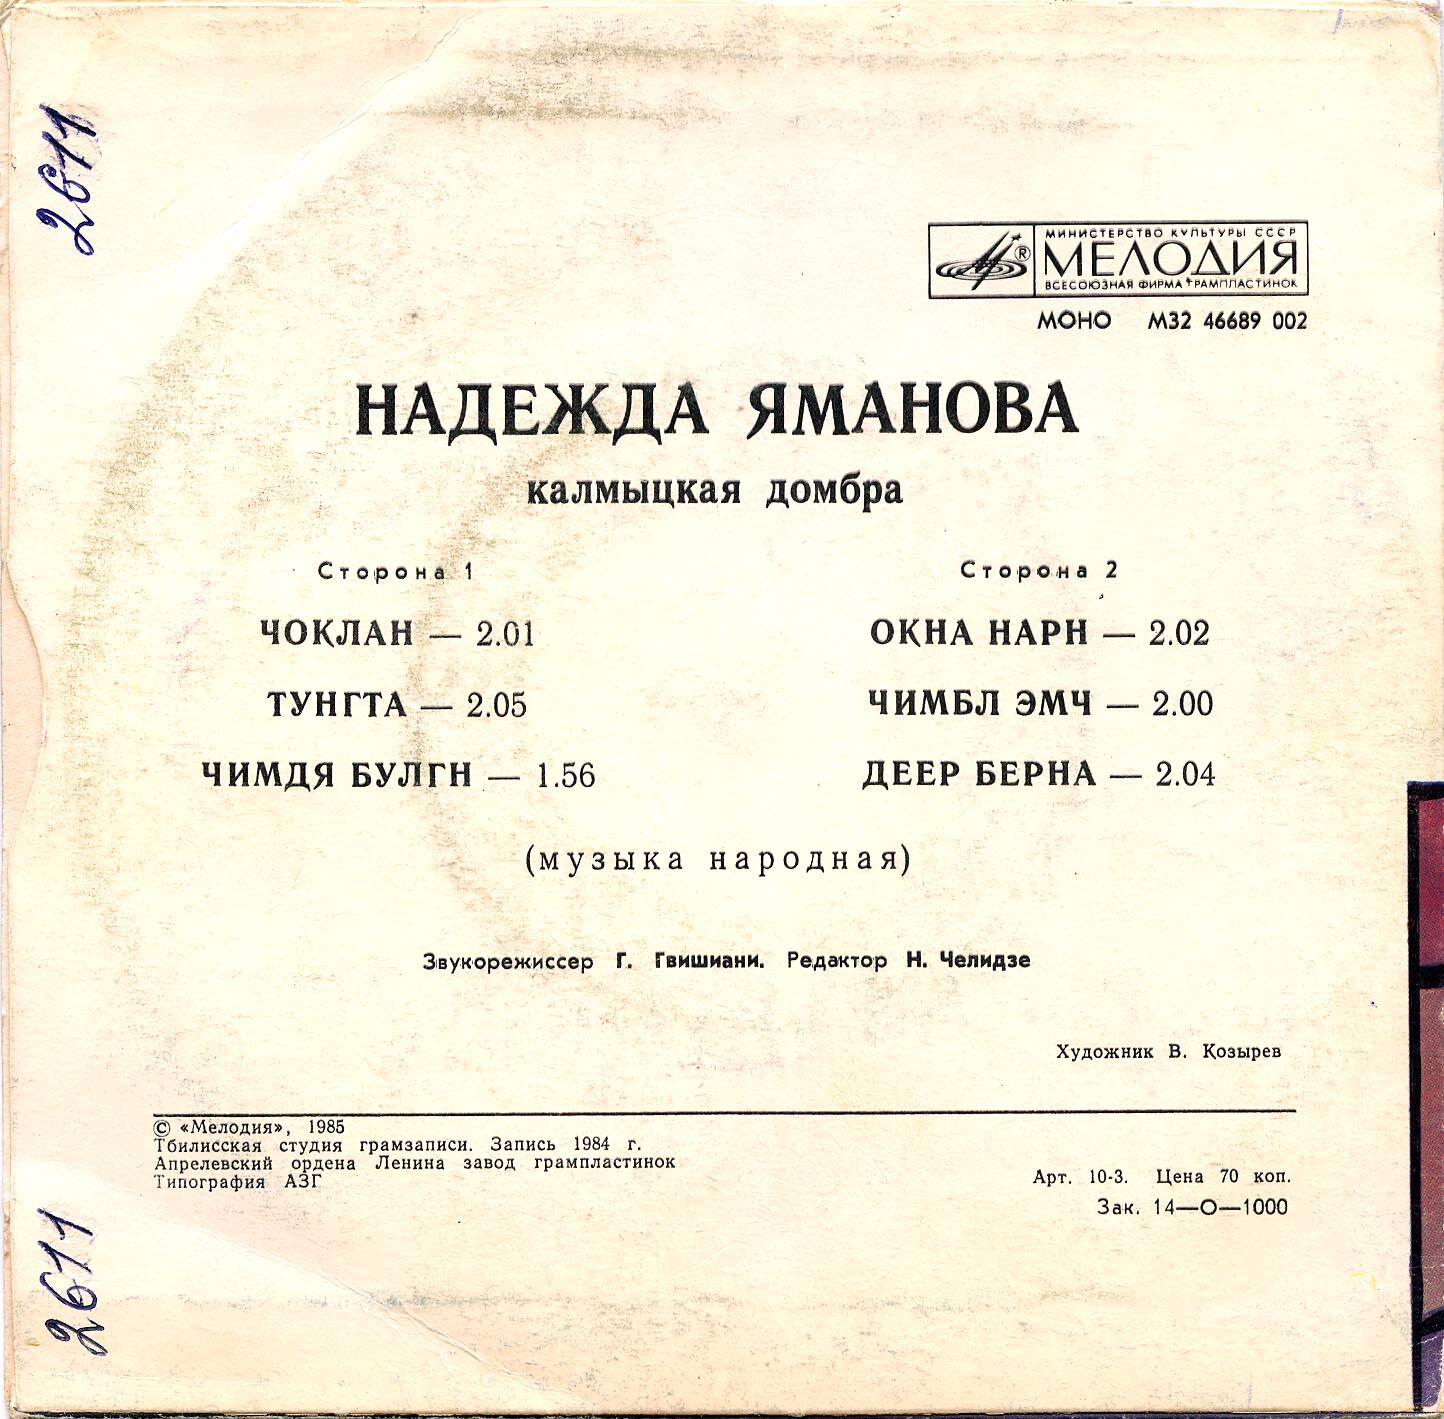 2611
МИНИСТЕРСТВО КУЛЬТУРЫ СССР
МЕЛОДИЯ
ВСЕСОЮЗНАЯ ФИРМА ГРАМПЛАСТИНОК
МОНО М32 46689 002
НАДЕЖДА ЯМАНОВА
калмыцкая домбра
Сторона 1
ЧОКЛАН — 2.01
ТУНГТА — 2.05
ЧИМДЯ БУЛГН — 1.56
Сторона 2
ОКНА НАРН — 2.02
ЧИМБЛ ЭМЧ — 2.00
ДЕЕР БЕРНА — 2.04
(музыка народная)
Звукорежиссер Г. Гвишиани. Редактор Н. Челидзе
Художник В. Козырев
© «Мелодия», 1985
Тбилисская студия грамзаписи. Запись 1984 г.
Апрелевский ордена Ленина завод грампластинок
Типография АЗГ
Арт. 10-3. Цена 70 коп.
Зак. 14—О—1000
2611